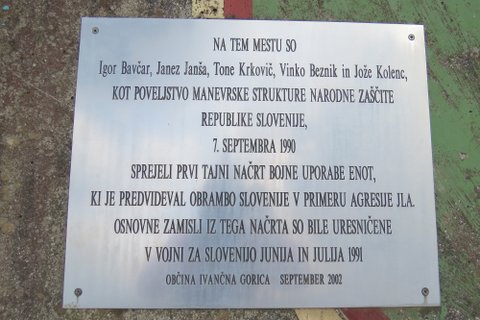 NA TEM MESTU SO
Igor Bavčar, Janez Janša, Tone Krkovič, Vinko Beznik in Jože Kolenc,
KOT POVELJSTVO MANEVRSKE STRUKTURE NARODNE ZAŠČITE
REPUBLIKE SLOVENIJE,
7. SEPTEMBRA 1990
SPREJELI PRVI TAJNI NAČRT BOJNE UPORABE ENOT,
KI JE PREDVIDEVAL OBRAMBO SLOVENIJE V PRIMERU AGRESIJE JLA.
OSNOVNE ZAMISLI IZ TEGA NAČRTA SO BILE URESNIČENE
V VOJNI ZA SLOVENIJO JUNIJA IN JULIJA 1991
OBČINA IVANČNA GORICA SEPTEMBER 2002